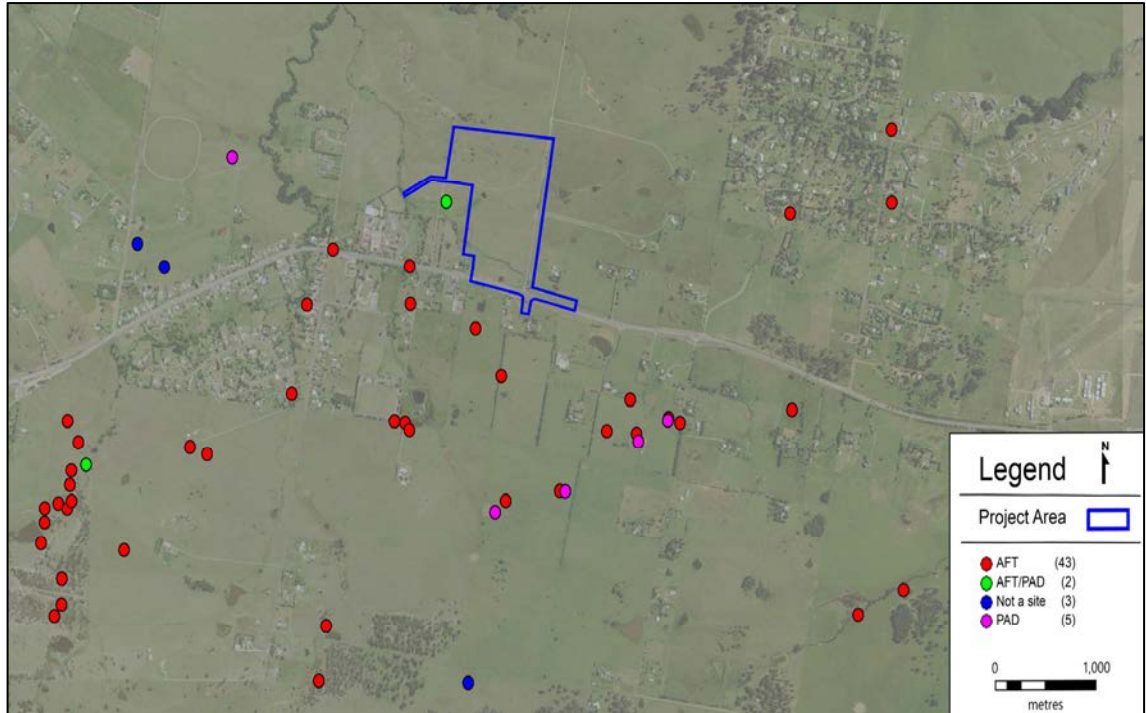 Legend
N
Project Area
AFT (43)
AFT/PAD (2)
Not a site (3)
PAD (5)
0 1,000
metres